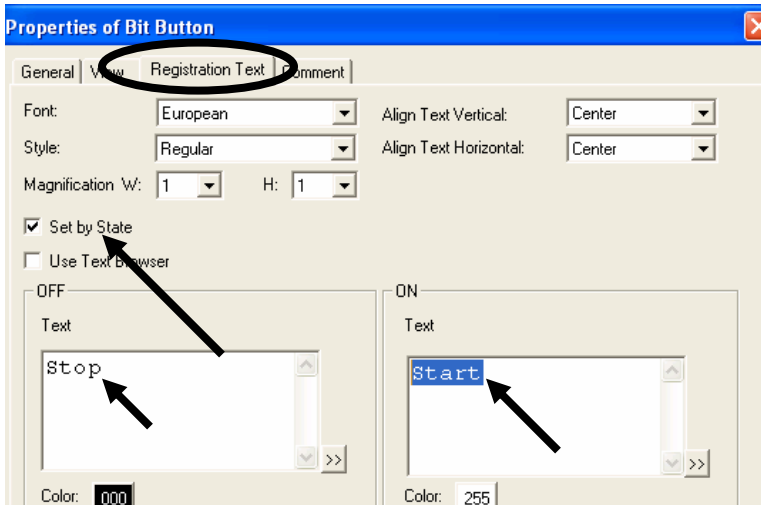 Properties of Bit Button
General View Registration Text Comment
Font: European Align Text Vertical: Center
Style: Regular Align Text Horizontal: Center
Magnification W: 1 H: 1
Set by State
Use Text Browser
OFF ON
Text Text
Stop Start
>> >>
Color: 000 Color: 255